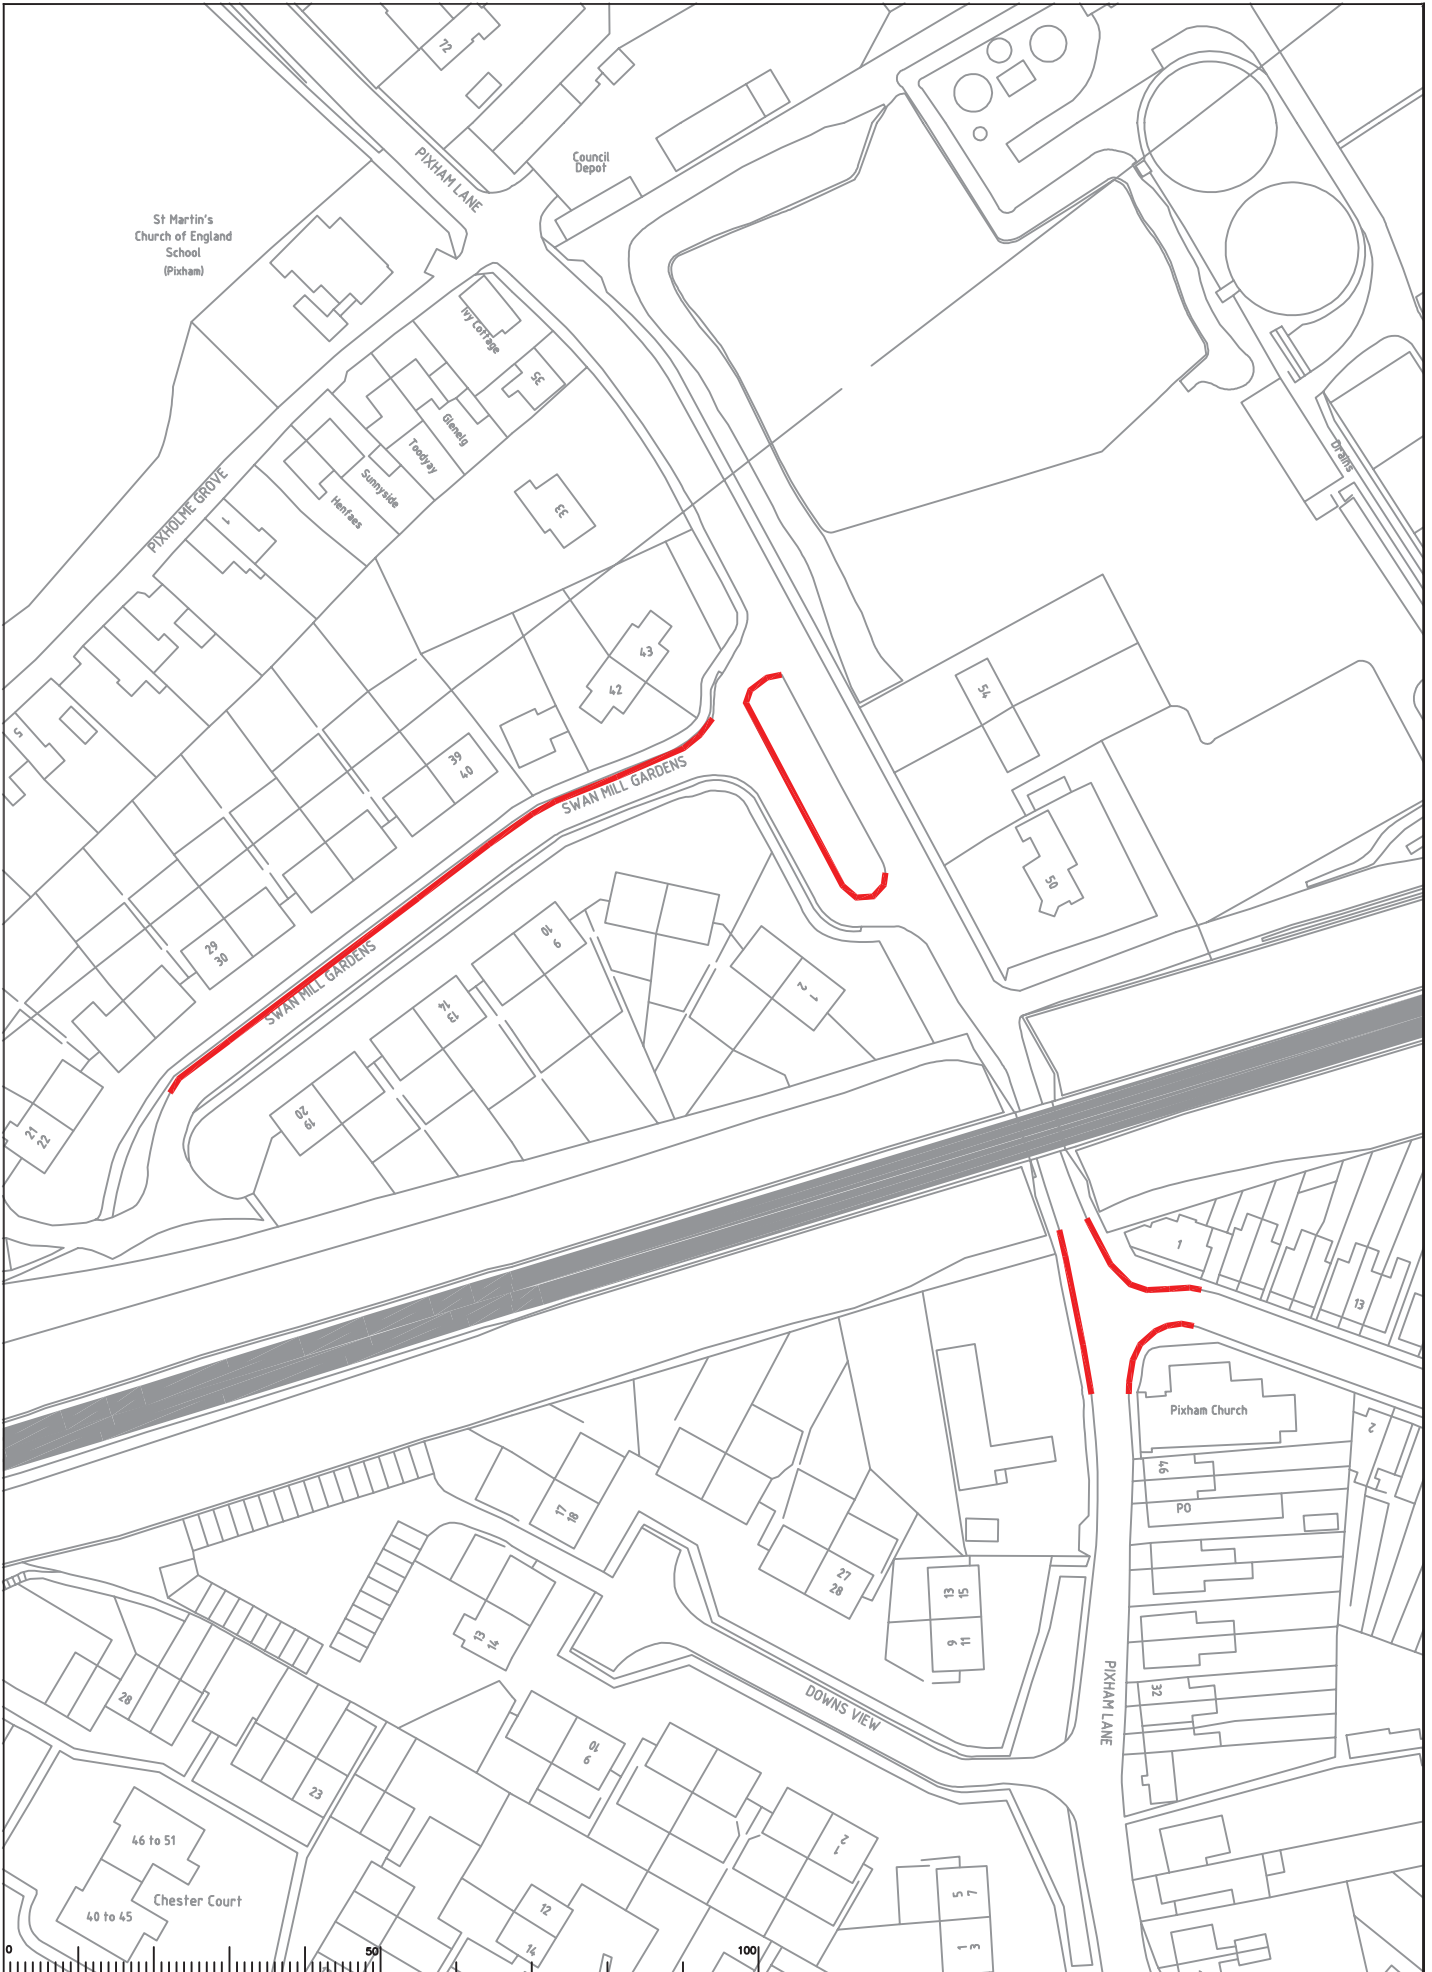 72
PIXHAM LANE
Council
Depot
St Martin's
Church of England
School
(Pixham)
Ivy Cottage
35
Glenelg
Toodyay
Sunnyside
Henfaes
PIXHOLME GROVE
1
33
Drains
5
43
42
54
39
40
SWAN MILL GARDENS
50
29
30
SWAN MILL GARDENS
10
9
14
13
1
2
20
19
21
22
1
13
Pixham Church
2
46
PO
17
18
27
28
13
15
9
11
13
14
28
32
PIXHAM LANE
DOWNS VIEW
10
9
23
2
1
46 to 51
Chester Court
40 to 45
12
14
5
7
1
3
0
50
100